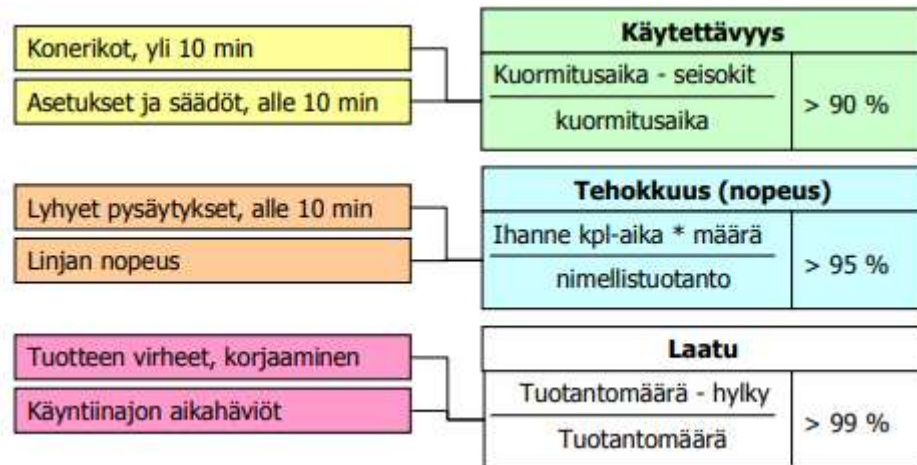 Konerikot, yli 10 min
Asetukset ja säädöt, alle 10 min
Käytettävyys
Kuormitusaika - seisokit
kuormitusaika
> 90 %
Lyhyet pysäytykset, alle 10 min
Linjan nopeus
Tehokkuus (nopeus)
Ihanne kpl-aika * määrä
nimellistuotanto
> 95 %
Tuotteen virheet, korjaaminen
Käyntiinajon aikahäviöt
Laatu
Tuotantomäärä - hylky
Tuotantomäärä
> 99 %